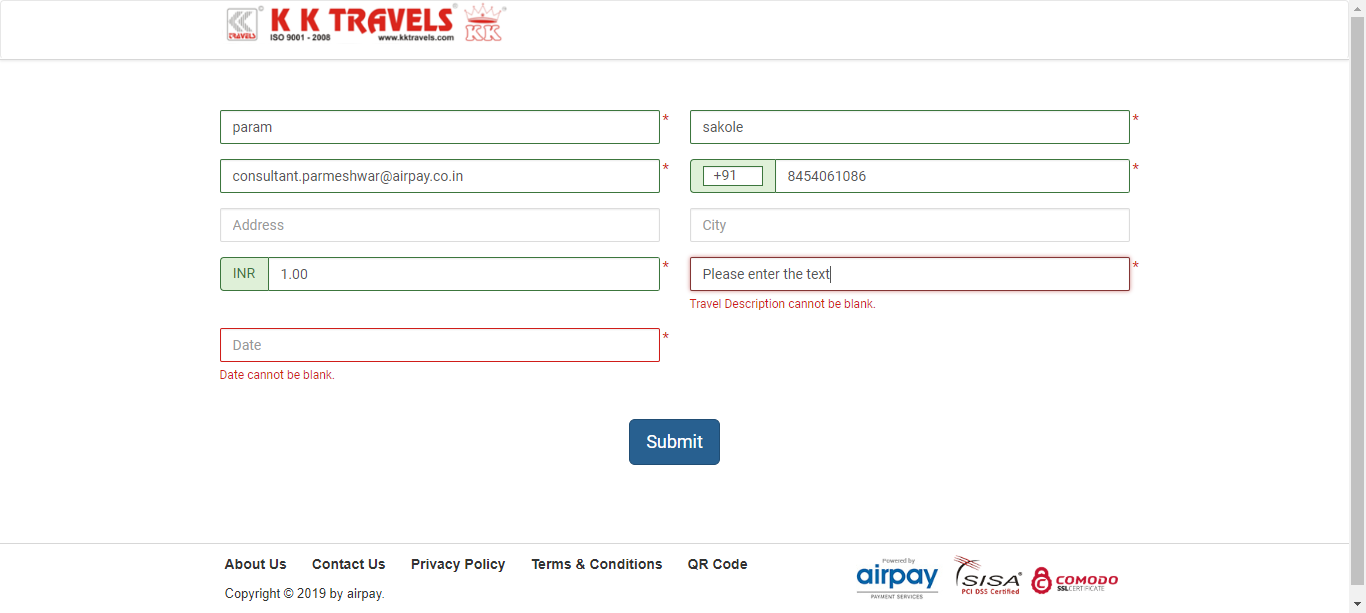 TRAVELS
K K TRAVELS
ISO 9001 - 2008 www.kktravels.com
KK
param * sakole *
consultant.parmeshwar@airpay.co.in * +91 8454061086 *
Address City
INR 1.00 * Please enter the text *
Travel Description cannot be blank.
Date *
Date cannot be blank.
Submit
About Us Contact Us Privacy Policy Terms & Conditions QR Code
Copyright © 2019 by airpay.
Powered by
airpay
PAYMENT SERVICES
SISA
PCI DSS Certified
COMODO
SSL CERTIFICATE